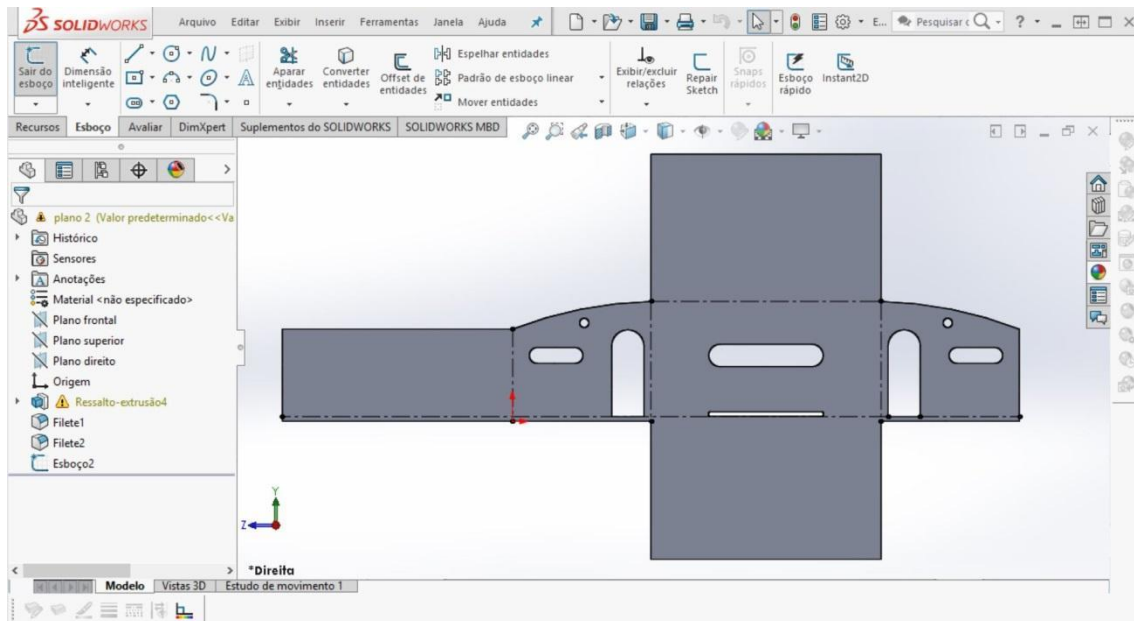 3S SOLIDWORKS Arquivo Editar Exibir Inserir Ferramentas Janela Ajuda E... Pesquisar c ?
Sair do esboço
Dimensão inteligente
Aparar entidades
Converter entidades
Offset de entidades
Espelhar entidades
Padrão de esboço linear
Mover entidades
Exibir/excluir relações
Repair Sketch
Snaps rápidos
Esboço rápido
Instant2D
Recursos Esboço Avaliar DimXpert Suplementos do SOLIDWORKS SOLIDWORKS MBD
plano 2 (Valor predeterminado<<Va
Histórico
Sensores
Anotações
Material <não especificado>
Plano frontal
Plano superior
Plano direito
Origem
Ressalto-extrusão4
Filete1
Filete2
Esboço2
Y
Z
*Direita
Modelo Vistas 3D Estudo de movimento 1